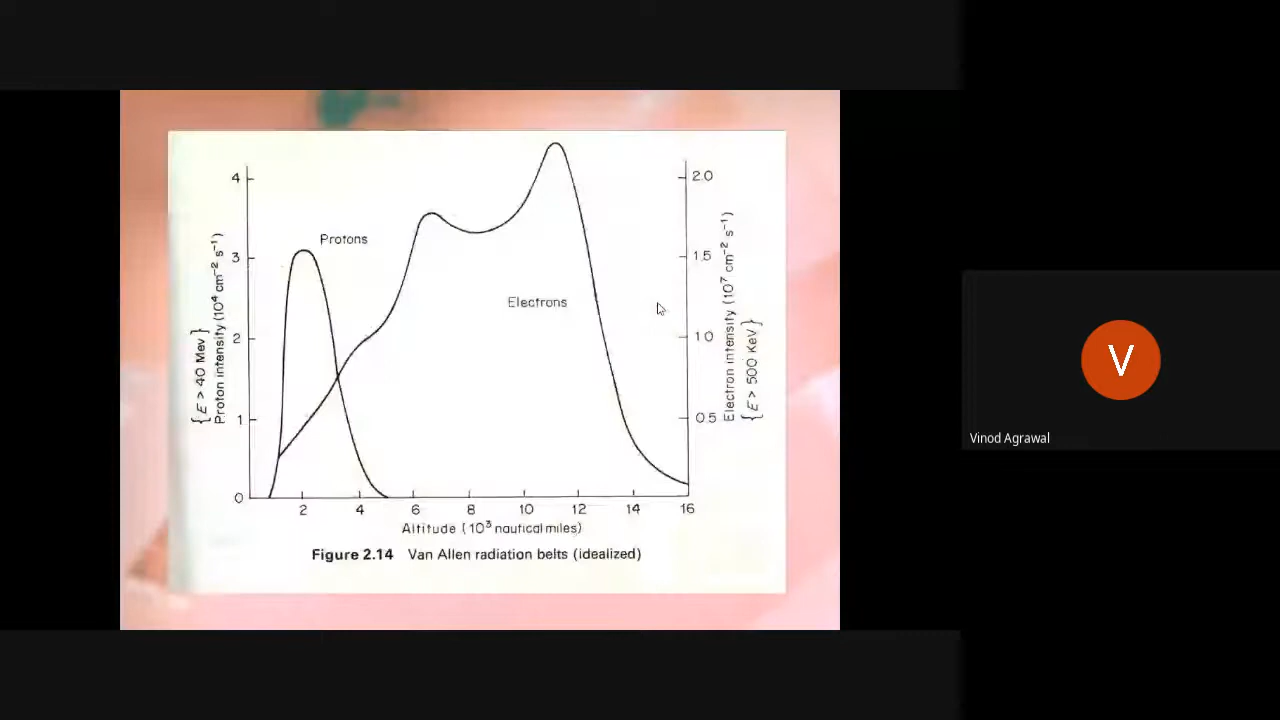 4
3
2
1
0
{E > 40 Mev}
Proton intensity (10⁴ cm⁻² s⁻¹)
Protons
Electrons
2.0
1.5
1 0
0.5
Electron intensity (10⁷ cm⁻² s⁻¹)
{E > 500 KeV}
2 4 6 8 10 12 14 16
Altitude (10³ nautical miles)
Figure 2.14 Van Allen radiation belts (idealized)
V
Vinod Agrawal